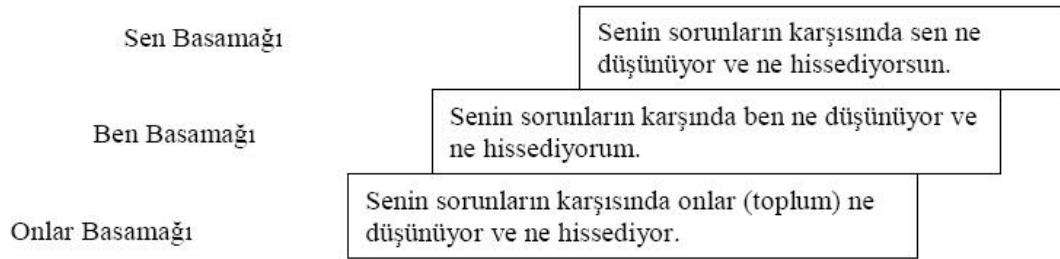 Sen Basamağı
Senin sorunların karşısında sen ne
düşünüyor ve ne hissediyorsun.
Ben Basamağı
Senin sorunların karşında ben ne düşünüyor ve
ne hissediyorum.
Onlar Basamağı
Senin sorunların karşısında onlar (toplum) ne
düşünüyor ve ne hissediyor.